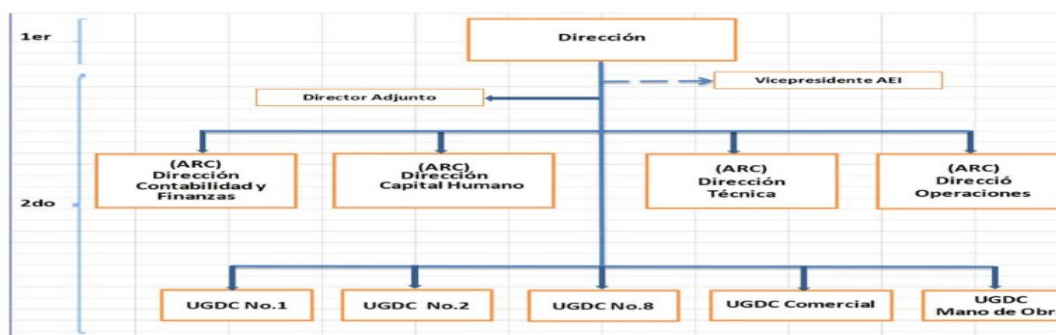 1er
Dirección
Vicepresidente AEI
Director Adjunto
(ARC)
Dirección
Contabilidad y
Finanzas
(ARC)
Dirección
Capital Humano
(ARC)
Dirección
Técnica
(ARC)
Direcció
Operaciones
2do
UGDC No.1
UGDC No.2
UGDC No.8
UGDC Comercial
UGDC
Mano de Obr